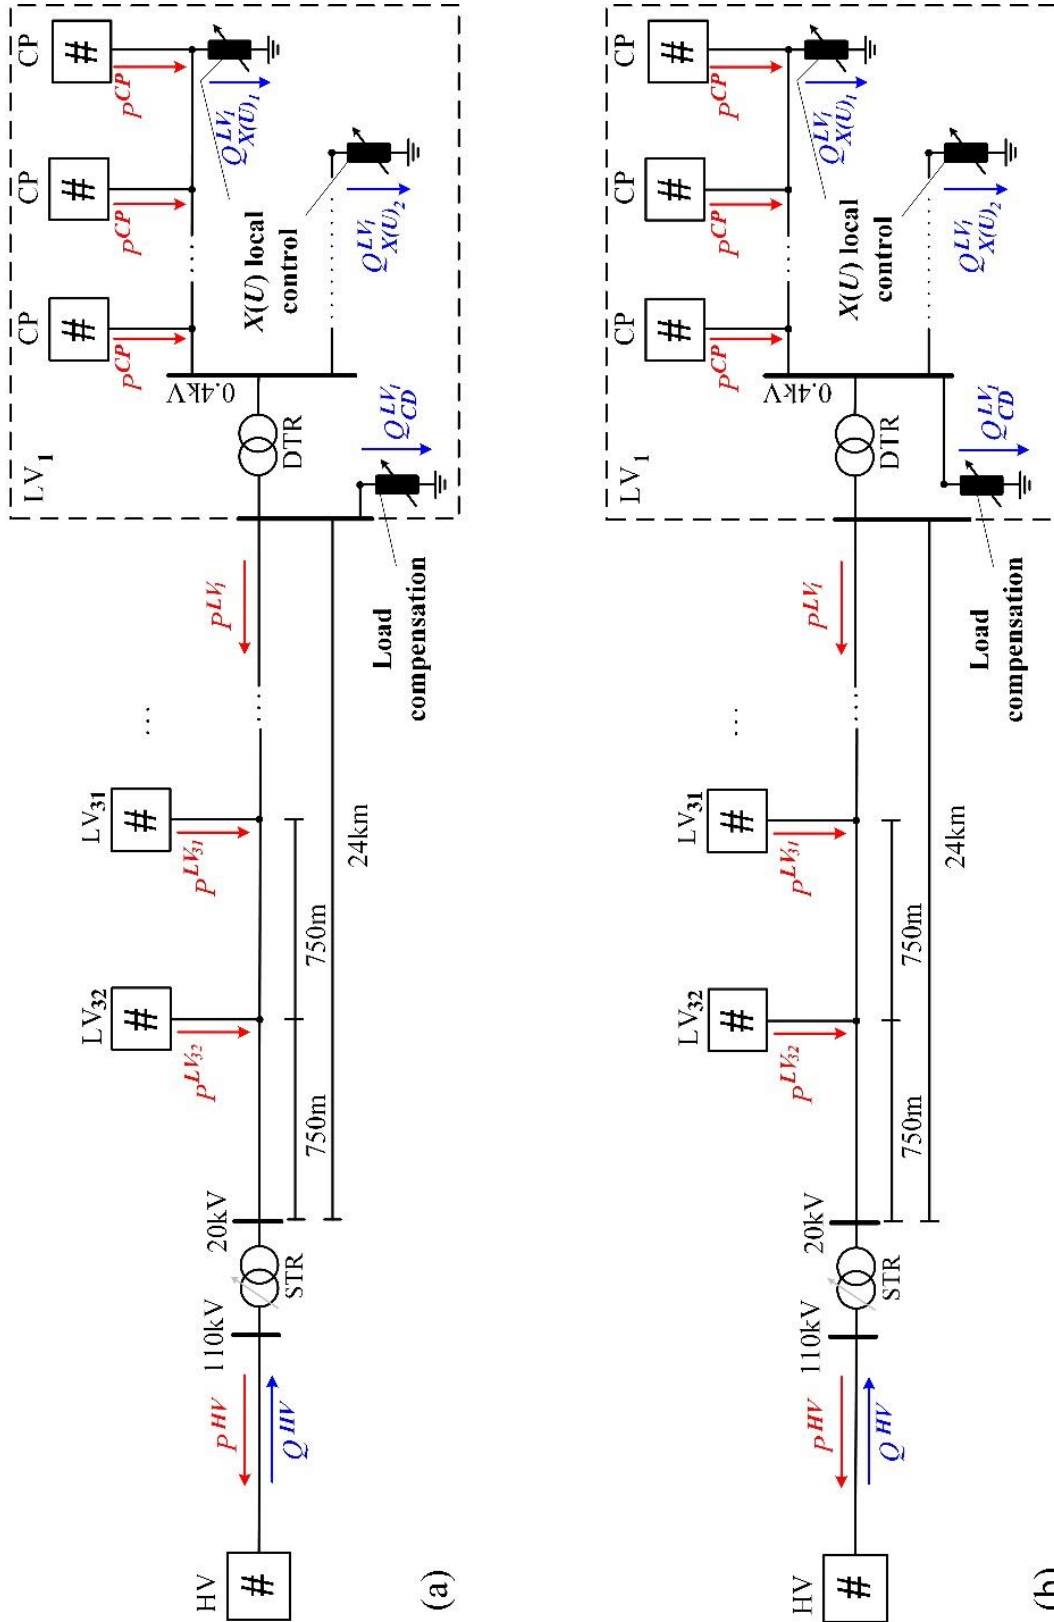 (a)
HV
#
P^HV
Q^HV
110kV
STR
20kV
LV32
#
P^LV32
750m
LV31
#
P^LV31
750m
24km
...
P^LV1
Load
compensation
LV1
DTR
Q^LV1_CD
0.4kV
CP
#
P^CP
CP
#
P^CP
CP
#
P^CP
X(U) local
control
Q^LV1_X(U)1
Q^LV1_X(U)2
(b)
HV
#
P^HV
Q^HV
110kV
STR
20kV
LV32
#
P^LV32
750m
LV31
#
P^LV31
750m
24km
...
P^LV1
Load
compensation
LV1
DTR
Q^LV1_CD
0.4kV
CP
#
P^CP
CP
#
P^CP
CP
#
P^CP
X(U) local
control
Q^LV1_X(U)1
Q^LV1_X(U)2